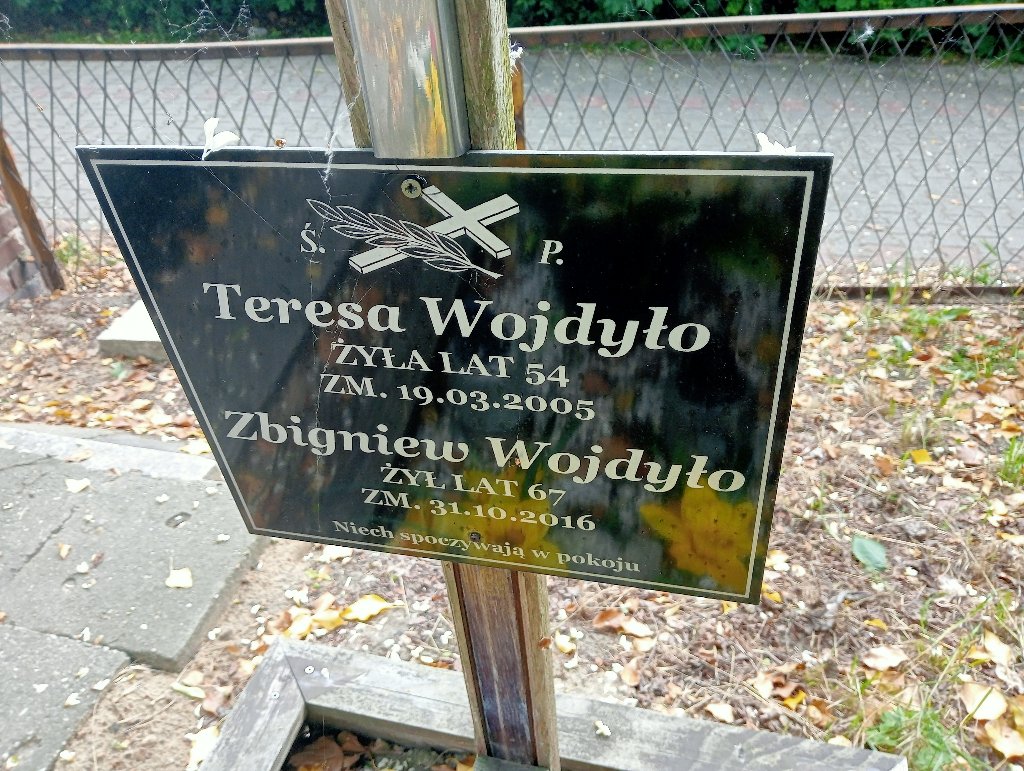 Ś. P.
Teresa Wojdyło
ŻYŁA LAT 54
ZM. 19.03.2005
Zbigniew Wojdyło
ŻYŁ LAT 67
ZM. 31.10.2016
Niech spoczywają w pokoju